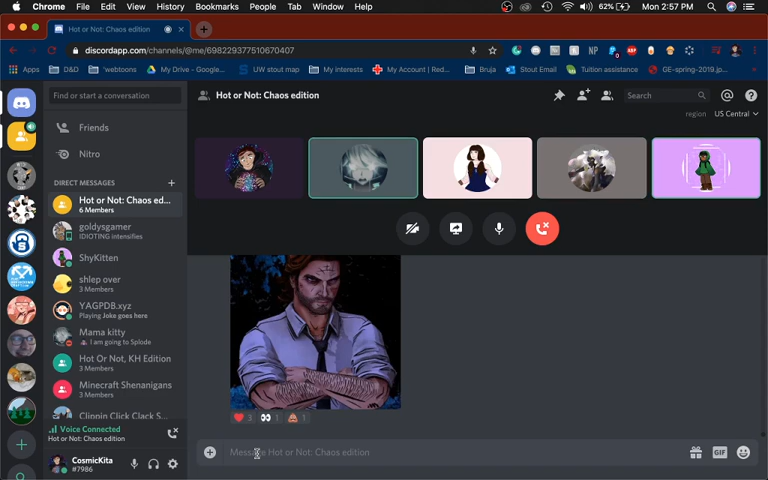 Chrome File Edit View History Bookmarks People Tab Window Help 62% Mon 2:57 PM
Hot or Not: Chaos edition
discordapp.com/channels/@me/698229377510670407
Apps D&D *webtoons My Drive - Google... UW stout map My interests My Account | Red... Bruja Stout Email Tuition assistance GE-spring-2019.jp...
Find or start a conversation
Hot or Not: Chaos edition
Search
region US Central
Friends
Nitro
DIRECT MESSAGES
Hot or Not: Chaos ed...
6 Members
goldysgamer
IDIOTING intensifies
ShyKitten
shlep over
3 Members
YAGPDB.xyz
Playing Joke goes here
Mama kitty
I am going to Splode
Hot Or Not, KH Edition
3 Members
Minecraft Shenanigans
3 Members
Clippin Click Clack S...
3 1 1
Voice Connected
Hot or Not: Chaos edition
CosmicKita
#7986
Message Hot or Not: Chaos edition
GIF